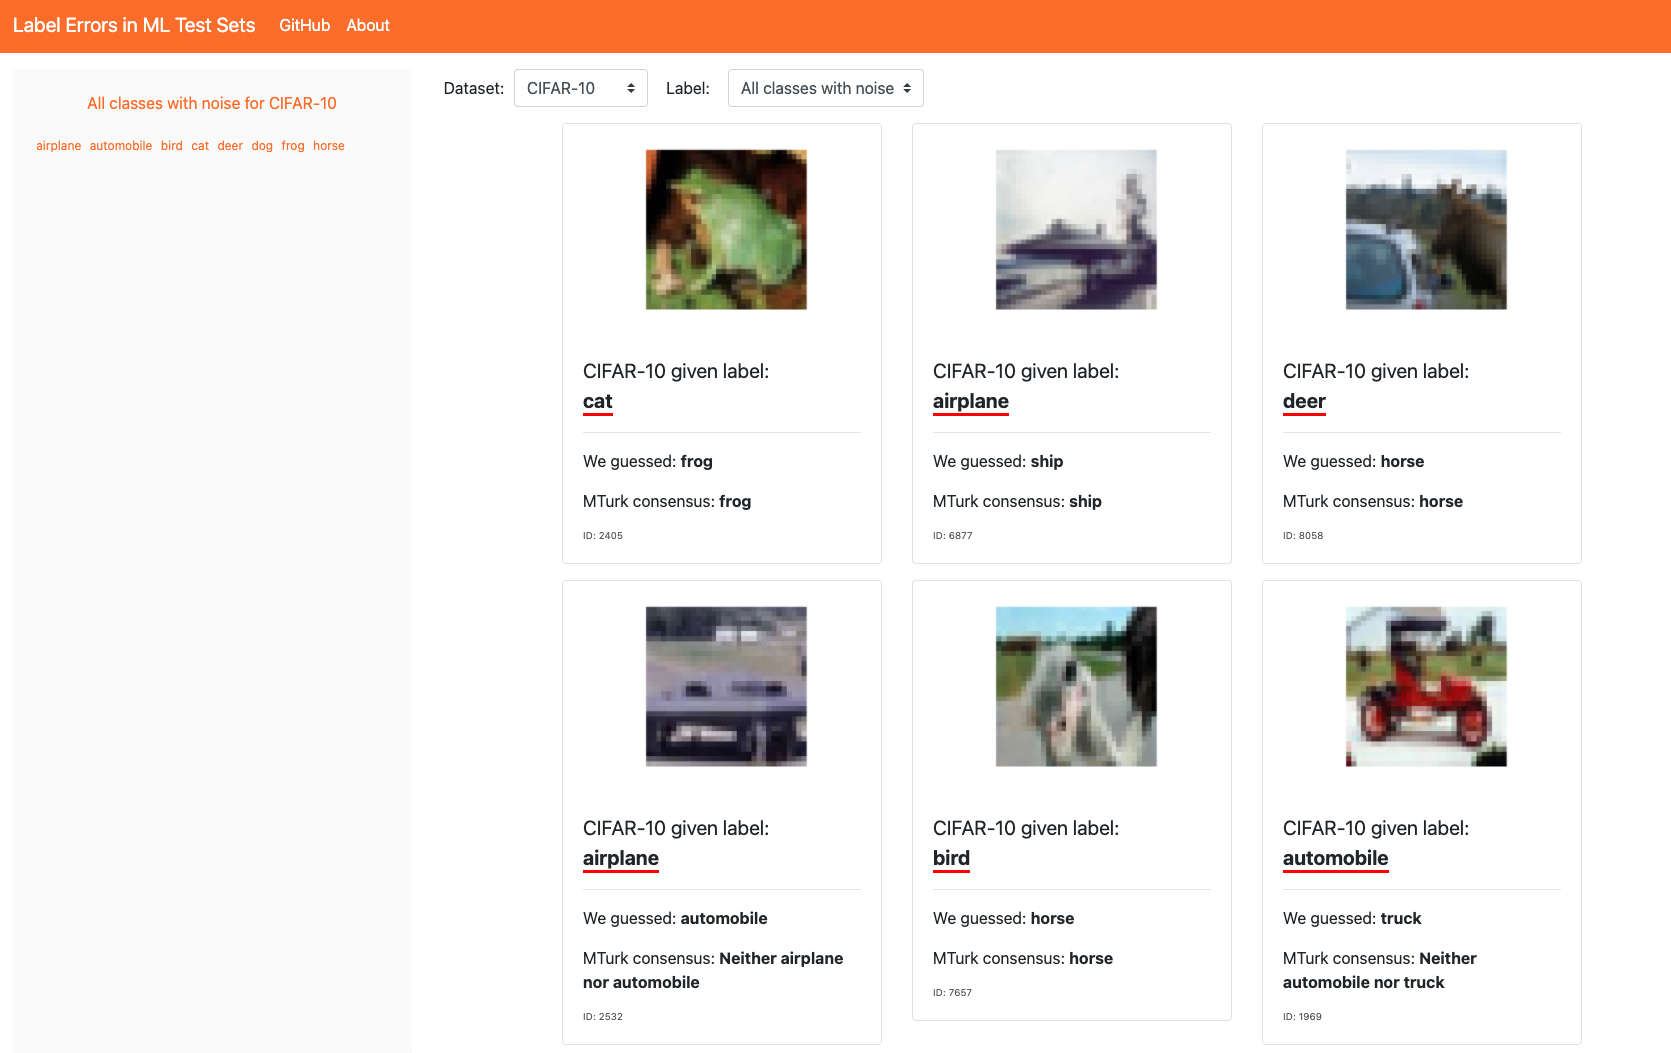 Label Errors in ML Test Sets GitHub About
All classes with noise for CIFAR-10
airplane automobile bird cat deer dog frog horse
Dataset: CIFAR-10 Label: All classes with noise
CIFAR-10 given label:
cat
We guessed: frog
MTurk consensus: frog
ID: 2405
CIFAR-10 given label:
airplane
We guessed: ship
MTurk consensus: ship
ID: 6877
CIFAR-10 given label:
deer
We guessed: horse
MTurk consensus: horse
ID: 8058
CIFAR-10 given label:
airplane
We guessed: automobile
MTurk consensus: Neither airplane
nor automobile
ID: 2532
CIFAR-10 given label:
bird
We guessed: horse
MTurk consensus: horse
ID: 7657
CIFAR-10 given label:
automobile
We guessed: truck
MTurk consensus: Neither
automobile nor truck
ID: 1969